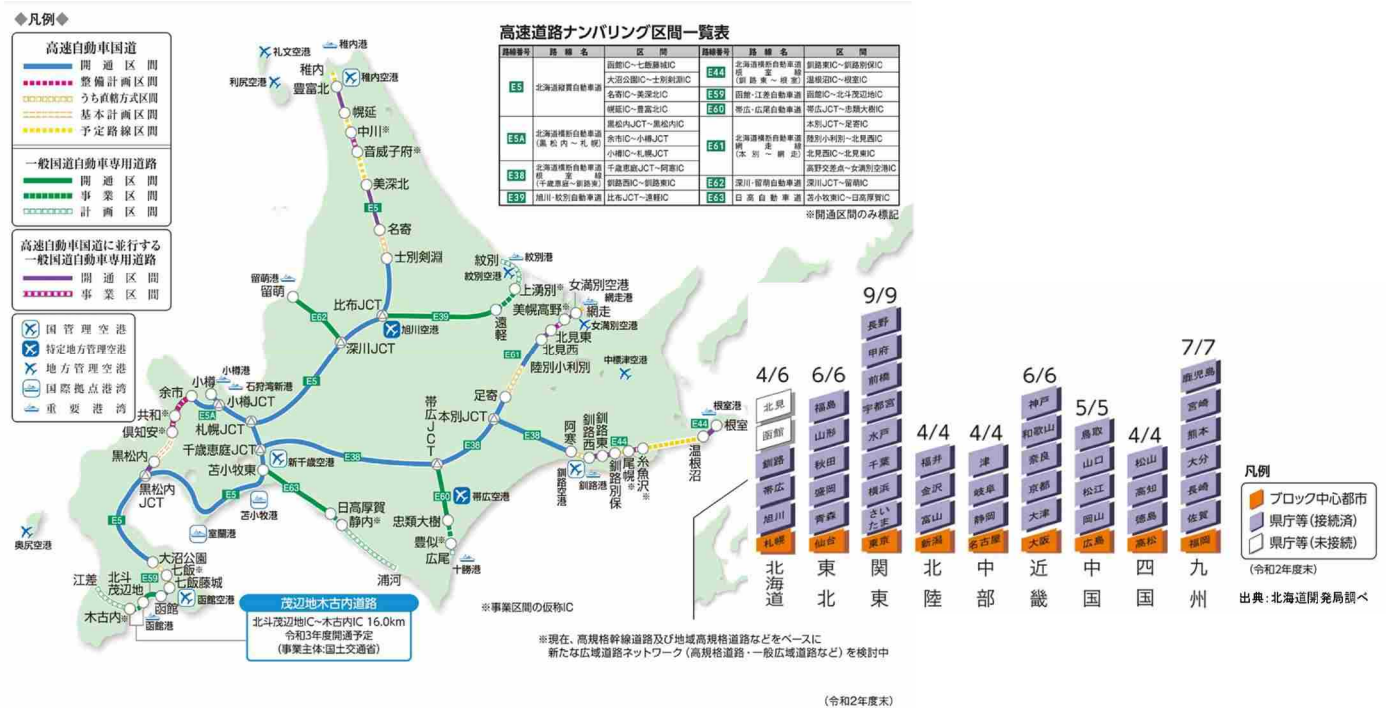 ◆凡例◆
高速自動車国道
開通区間
整備計画区間
うち直轄方式区間
基本計画区間
予定路線区間
一般国道自動車専用道路
開通区間
事業区間
計画区間
高速自動車国道に並行する
一般国道自動車専用道路
開通区間
事業区間
国管理空港
特定地方管理空港
地方管理空港
国際拠点港湾
重要港湾
高速道路ナンバリング区間一覧表
路線番号 路線名 区間 路線番号 路線名 区間
E5 北海道縦貫自動車道
函館IC～七飯藤城IC
大沼公園IC～士別剣淵IC
名寄IC～美深北IC
幌延IC～豊富北IC
E5A 北海道横断自動車道
(黒松内～札幌)
黒松内JCT～黒松内IC
余市IC～小樽JCT
小樽IC～札幌JCT
E38 北海道横断自動車道
根室線
(千歳恵庭～釧路東)
千歳恵庭JCT～阿寒IC
釧路西IC～釧路東IC
E39 旭川・紋別自動車道 比布JCT～遠軽IC
E44 北海道横断自動車道
根室線
(釧路東～根室)
釧路東IC～釧路別保IC
温根沼IC～根室IC
E59 函館・江差自動車道 函館IC～北斗茂辺地IC
E60 帯広・広尾自動車道 帯広JCT～忠類大樹IC
E61 北海道横断自動車道
網走線
(本別～網走)
本別JCT～足寄IC
陸別小利別～北見西IC
北見西IC～北見東IC
高野交差点～女満別空港IC
E62 深川・留萌自動車道 深川JCT～留萌IC
E63 日高自動車道 苫小牧東IC～日高厚賀IC
※開通区間のみ標記
礼文空港
稚内港
利尻空港
稚内
稚内空港
豊富北
幌延
中川※
音威子府※
美深北
E5
名寄
士別剣淵
紋別
紋別港
紋別空港
上湧別※
留萌港
留萌
比布JCT
E62
E39
旭川空港
遠軽
深川JCT
女満別空港
網走港
美幌高野※
網走
女満別空港
北見東
北見西
E61
陸別小利別
中標津空港
足寄
E5
小樽港
石狩湾新港
小樽
余市
小樽JCT
E5A
共和※
倶知安※
札幌JCT
千歳恵庭JCT
黒松内
苫小牧東
新千歳空港
黒松内
JCT
E5
苫小牧港
室蘭港
E63
日高厚賀
静内※
浦河
E38
帯広JCT
本別JCT
E38
E38
阿寒
釧路西
釧路東
釧路別保
E44
尾幌※
糸魚沢※
釧路空港
釧路港
温根沼
E44
根室港
根室
E60
帯広空港
忠類大樹
豊似※
広尾
十勝港
奥尻空港
E5
大沼公園
七飯※
七飯藤城
江差
北斗
茂辺地
E59
函館
函館空港
木古内※
函館港
茂辺地木古内道路
北斗茂辺地IC～木古内IC 16.0km
令和3年度開通予定
(事業主体:国土交通省)
※事業区間の仮称IC
※現在、高規格幹線道路及び地域高規格道路などをベースに
新たな広域道路ネットワーク(高規格道路・一般広域道路など)を検討中
(令和2年度末)
4/6
北見
函館
釧路
帯広
旭川
札幌
北海道
6/6
福島
山形
秋田
盛岡
青森
仙台
東北
9/9
長野
甲府
前橋
宇都宮
水戸
千葉
横浜
さいたま
東京
関東
4/4
福井
金沢
富山
新潟
北陸
4/4
津
岐阜
静岡
名古屋
中部
6/6
神戸
和歌山
奈良
京都
大津
大阪
近畿
5/5
鳥取
山口
松江
岡山
広島
中国
4/4
松山
高知
徳島
高松
四国
7/7
鹿児島
宮崎
熊本
大分
長崎
佐賀
福岡
九州
凡例
ブロック中心都市
県庁等(接続済)
県庁等(未接続)
(令和2年度末)
出典:北海道開発局調べ